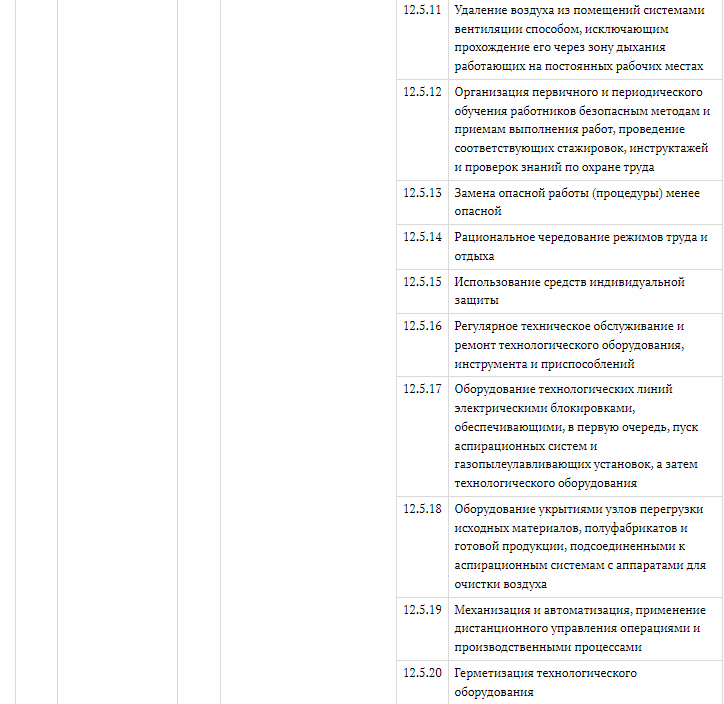 12.5.11 Удаление воздуха из помещений системами
вентиляции способом, исключающим
прохождение его через зону дыхания
работающих на постоянных рабочих местах
12.5.12 Организация первичного и периодического
обучения работников безопасным методам и
приемам выполнения работ, проведение
соответствующих стажировок, инструктажей
и проверок знаний по охране труда
12.5.13 Замена опасной работы (процедуры) менее
опасной
12.5.14 Рациональное чередование режимов труда и
отдыха
12.5.15 Использование средств индивидуальной
защиты
12.5.16 Регулярное техническое обслуживание и
ремонт технологического оборудования,
инструмента и приспособлений
12.5.17 Оборудование технологических линий
электрическими блокировками,
обеспечивающими, в первую очередь, пуск
аспирационных систем и
газопылеулавливающих установок, а затем
технологического оборудования
12.5.18 Оборудование укрытиями узлов перегрузки
исходных материалов, полуфабрикатов и
готовой продукции, подсоединенными к
аспирационным системам с аппаратами для
очистки воздуха
12.5.19 Механизация и автоматизация, применение
дистанционного управления операциями и
производственными процессами
12.5.20 Герметизация технологического
оборудования